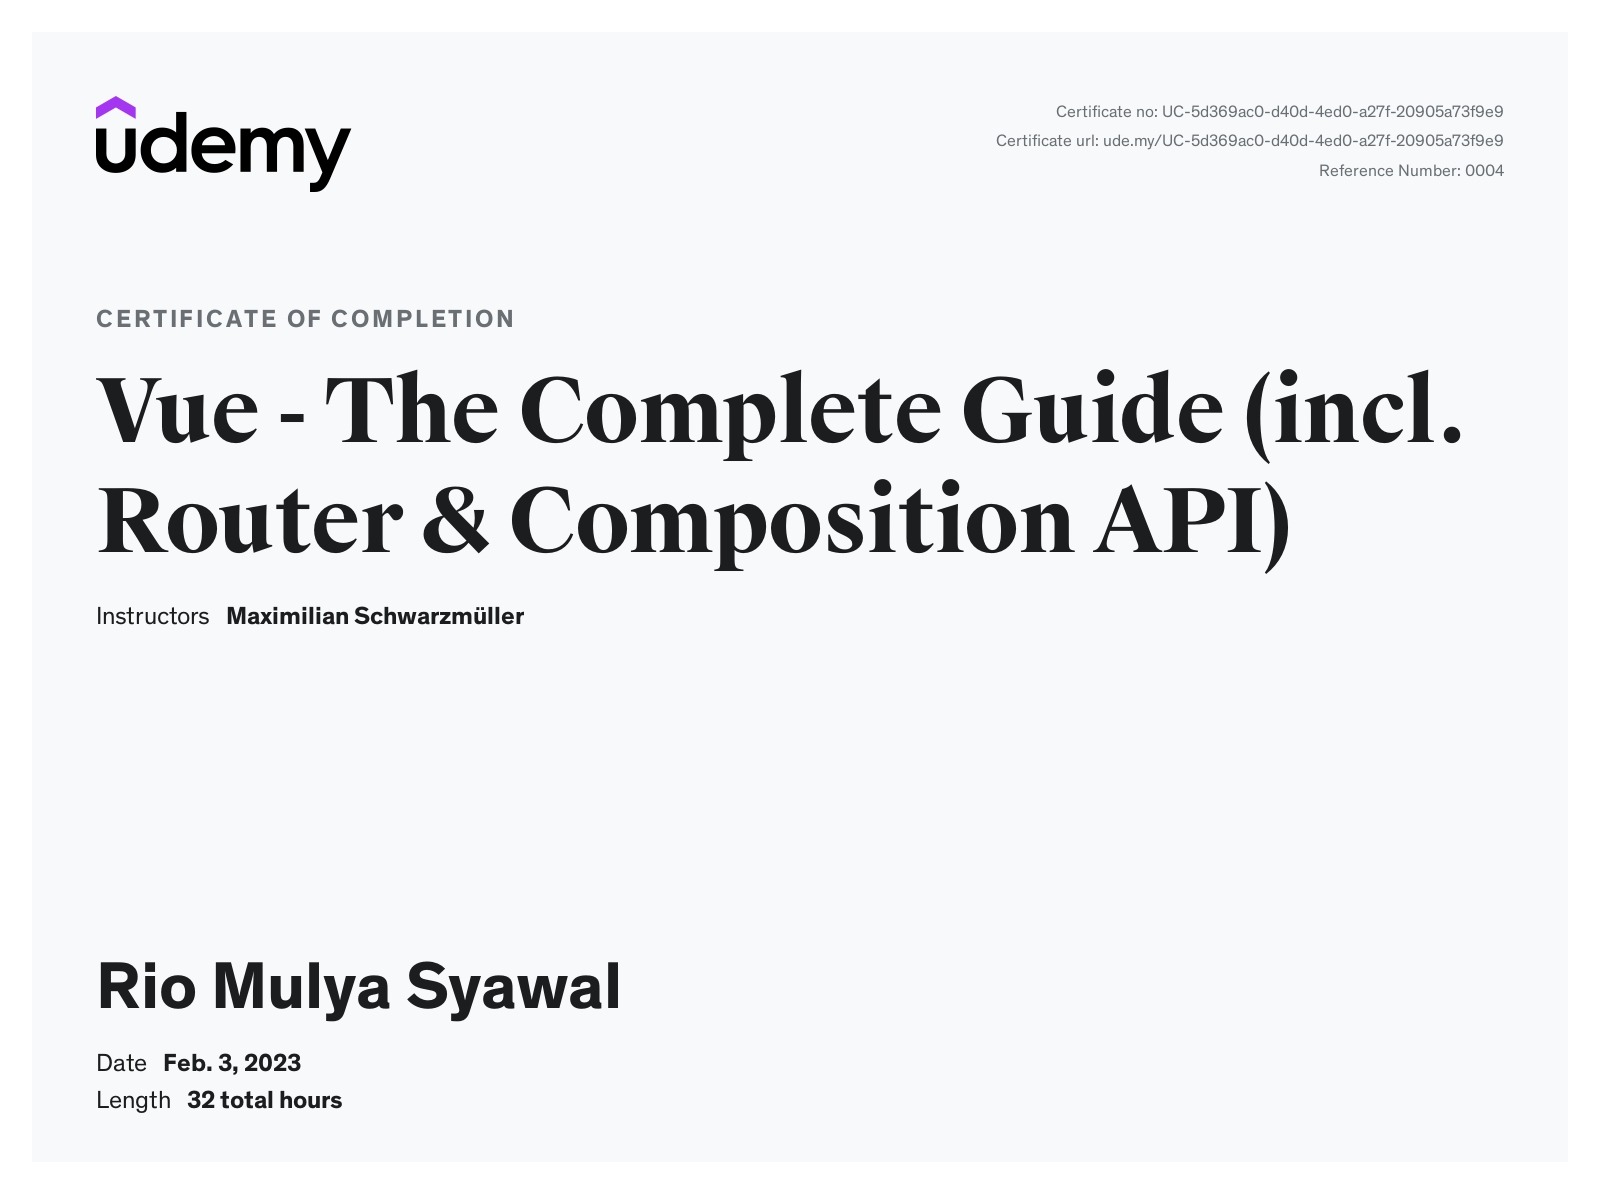 udemy
Certificate no: UC-5d369ac0-d40d-4ed0-a27f-20905a73f9e9
Certificate url: ude.my/UC-5d369ac0-d40d-4ed0-a27f-20905a73f9e9
Reference Number: 0004
CERTIFICATE OF COMPLETION
Vue - The Complete Guide (incl.
Router & Composition API)
Instructors Maximilian Schwarzmüller
Rio Mulya Syawal
Date Feb. 3, 2023
Length 32 total hours